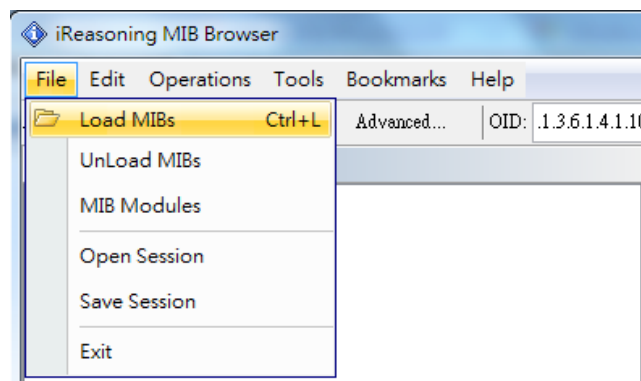 iReasoning MIB Browser
File Edit Operations Tools Bookmarks Help
Load MIBs Ctrl+L Advanced... OID: .1.3.6.1.4.1.10
UnLoad MIBs
MIB Modules
Open Session
Save Session
Exit